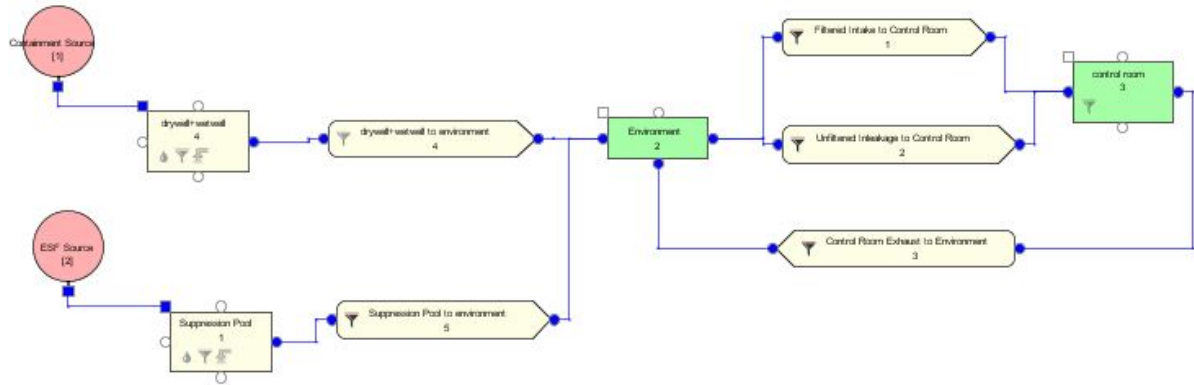 Containment Source
[1]
drywell+wetwell
4
drywell+wetwell to environment
4
ESF Source
[2]
Suppression Pool
1
Suppression Pool to environment
5
Environment
2
Filtered Intake to Control Room
1
Unfiltered Inleakage to Control Room
2
Control Room Exhaust to Environment
3
control room
3